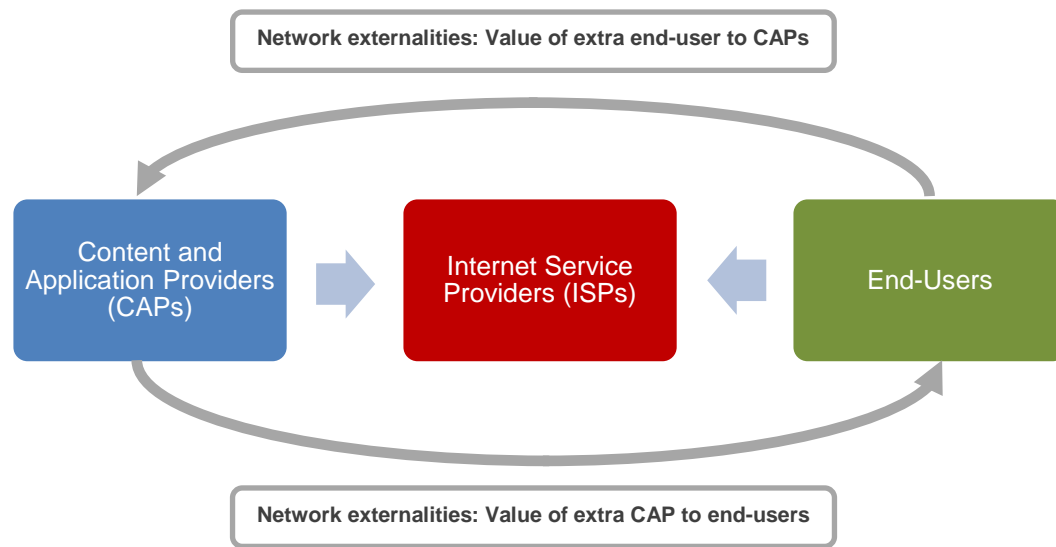 Network externalities: Value of extra end-user to CAPs
Content and
Application Providers
(CAPs)
Internet Service
Providers (ISPs)
End-Users
Network externalities: Value of extra CAP to end-users